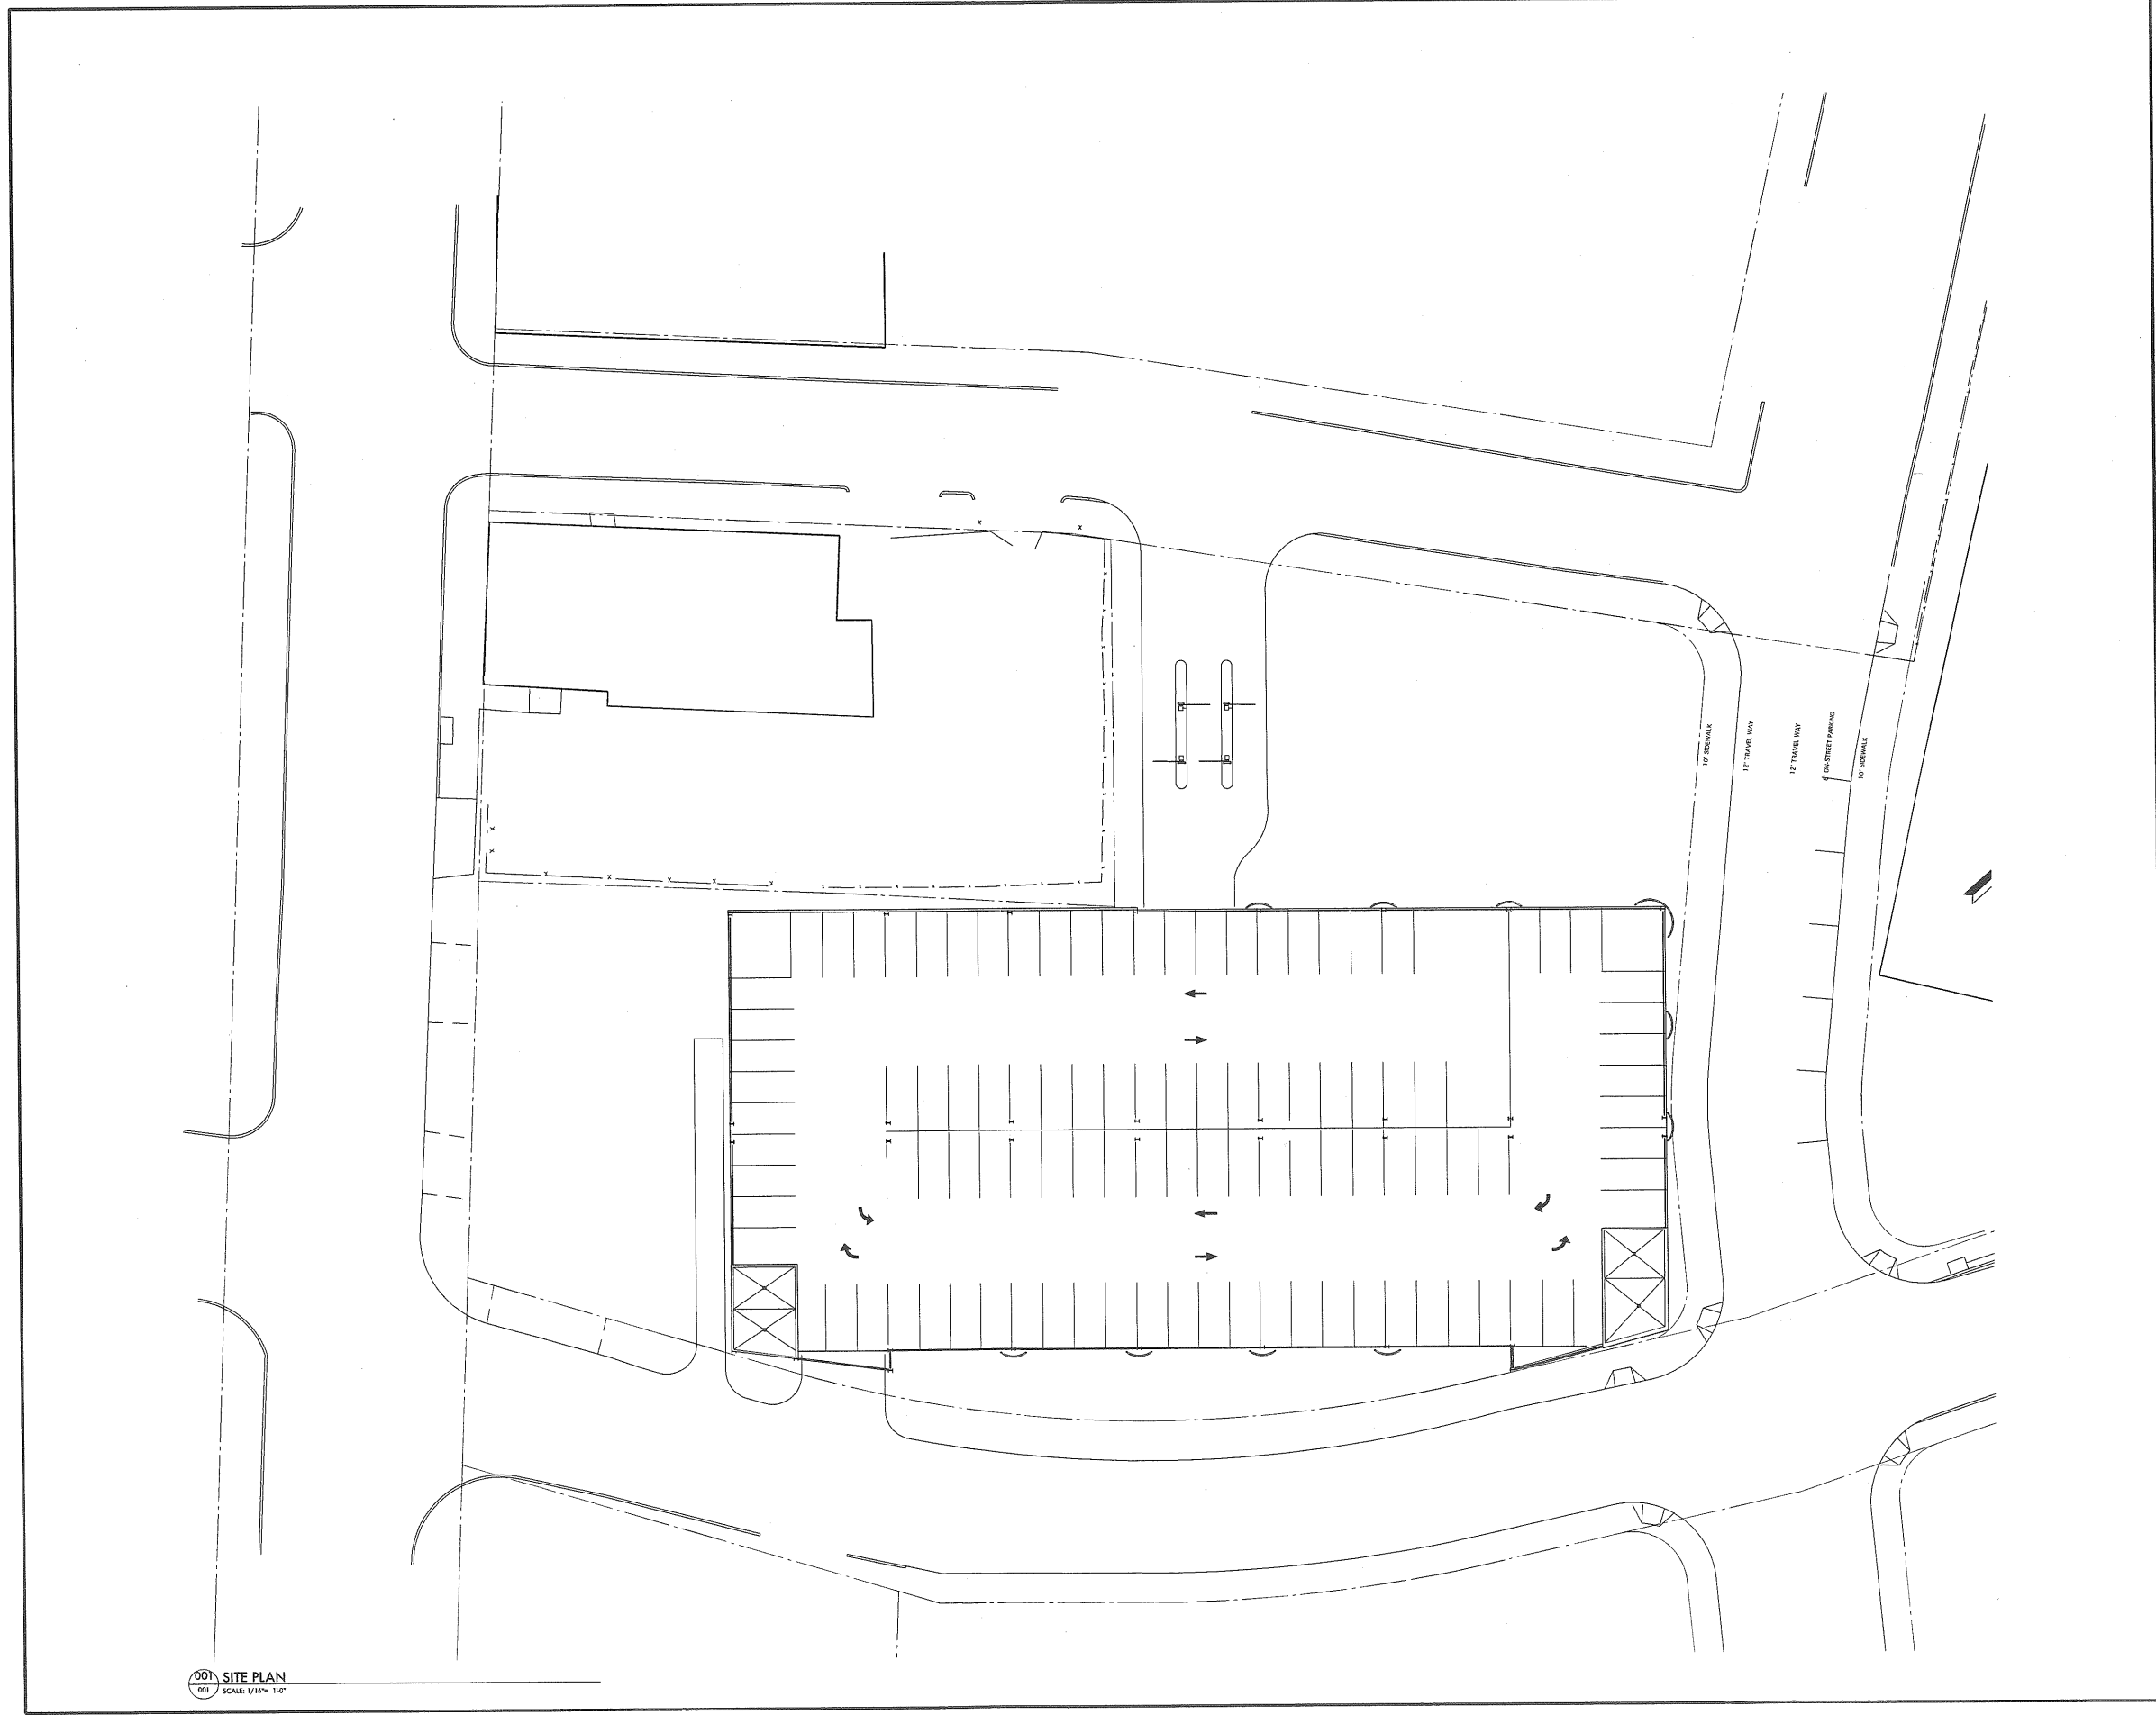 10' SIDEWALK
12' TRAVEL WAY
12' TRAVEL WAY
8' ON-STREET PARKING
10' SIDEWALK
001 SITE PLAN
001 SCALE: 1/16"= 1'0"